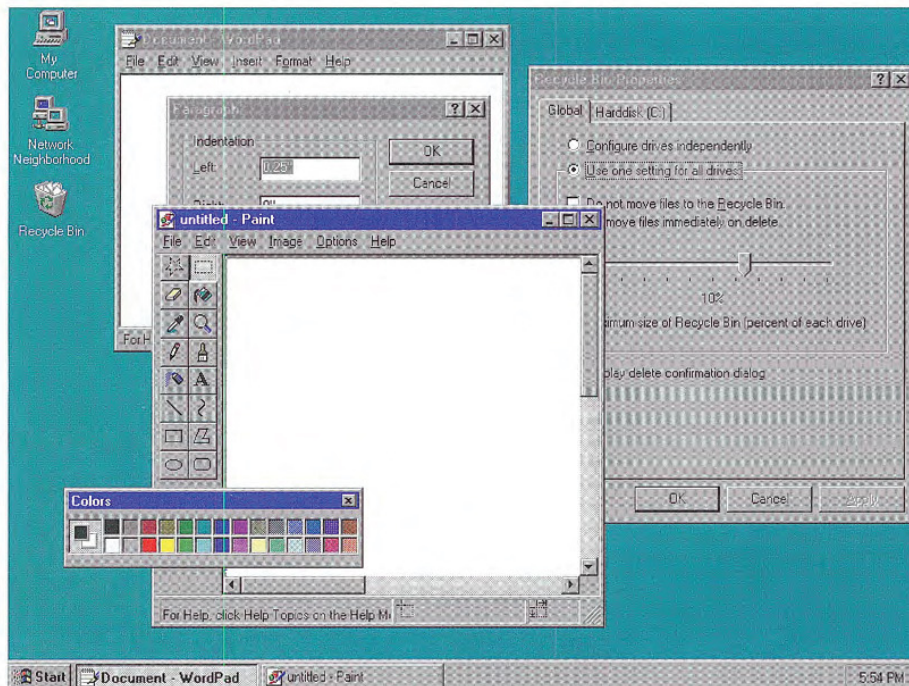 My
Computer
Network
Neighborhood
Recycle Bin
Document - WordPad
File Edit View Insert Format Help
Paragraph
Indentation
Left:
0.25"
OK
Cancel
Recycle Bin Properties
Global Harddisk (C:)
Configure drives independently
Use one setting for all drives:
Do not move files to the Recycle Bin.
move files immediately on delete.
10%
imum size of Recycle Bin (percent of each drive)
play delete confirmation dialog
OK Cancel Apply
untitled - Paint
File Edit View Image Options Help
A
Colors
For Help, click Help Topics on the Help M
Start Document - WordPad untitled - Paint 5:54 PM